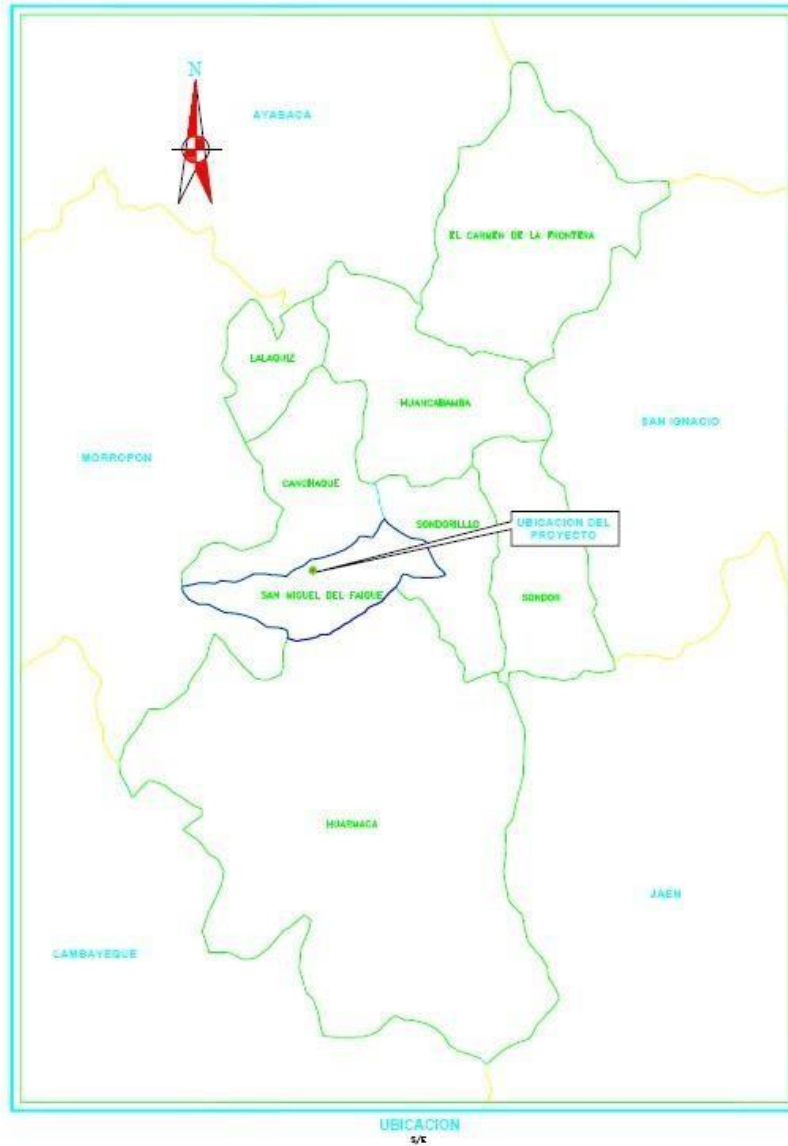 N
AYABACA
EL CARMEN DE LA FRONTERA
LALAQUIZ
HUANCABAMBA
SAN IGNACIO
MORROPON
CANCHAQUE
SONDORILLO
UBICACION DEL
PROYECTO
SAN MIGUEL DEL FAIQUE
SONDOR
HUARMACA
JAEN
LAMBAYEQUE
UBICACION
S/E